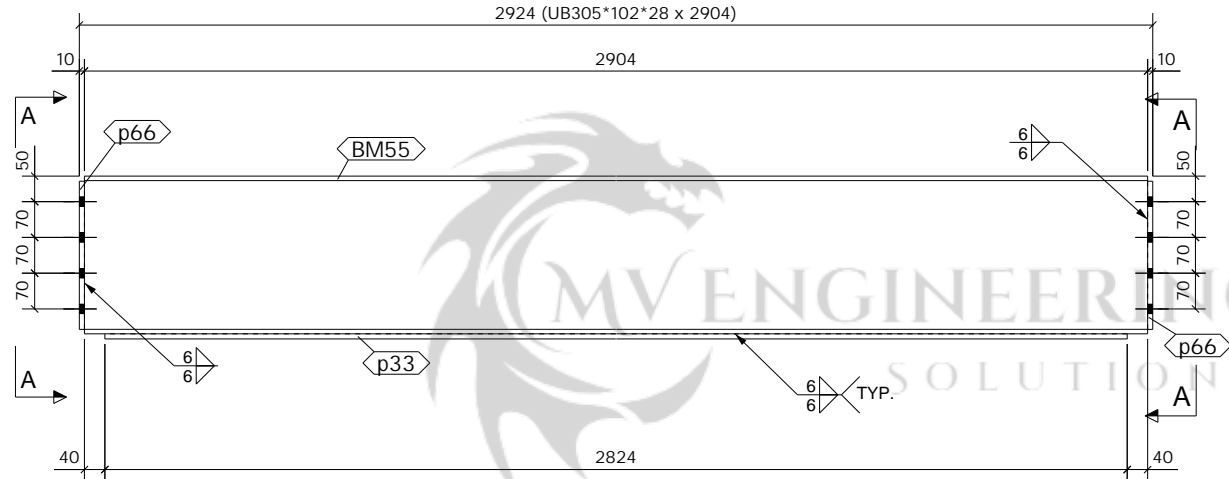 2924 (UB305*102*28 x 2904)
10
2904
10
A
A
p66
BM55
6
6
50
70
70
70
50
70
70
70
MV ENGINEERING
SOLUTION
6
6
p33
p66
6
6
TYP.
A
A
40
2824
40